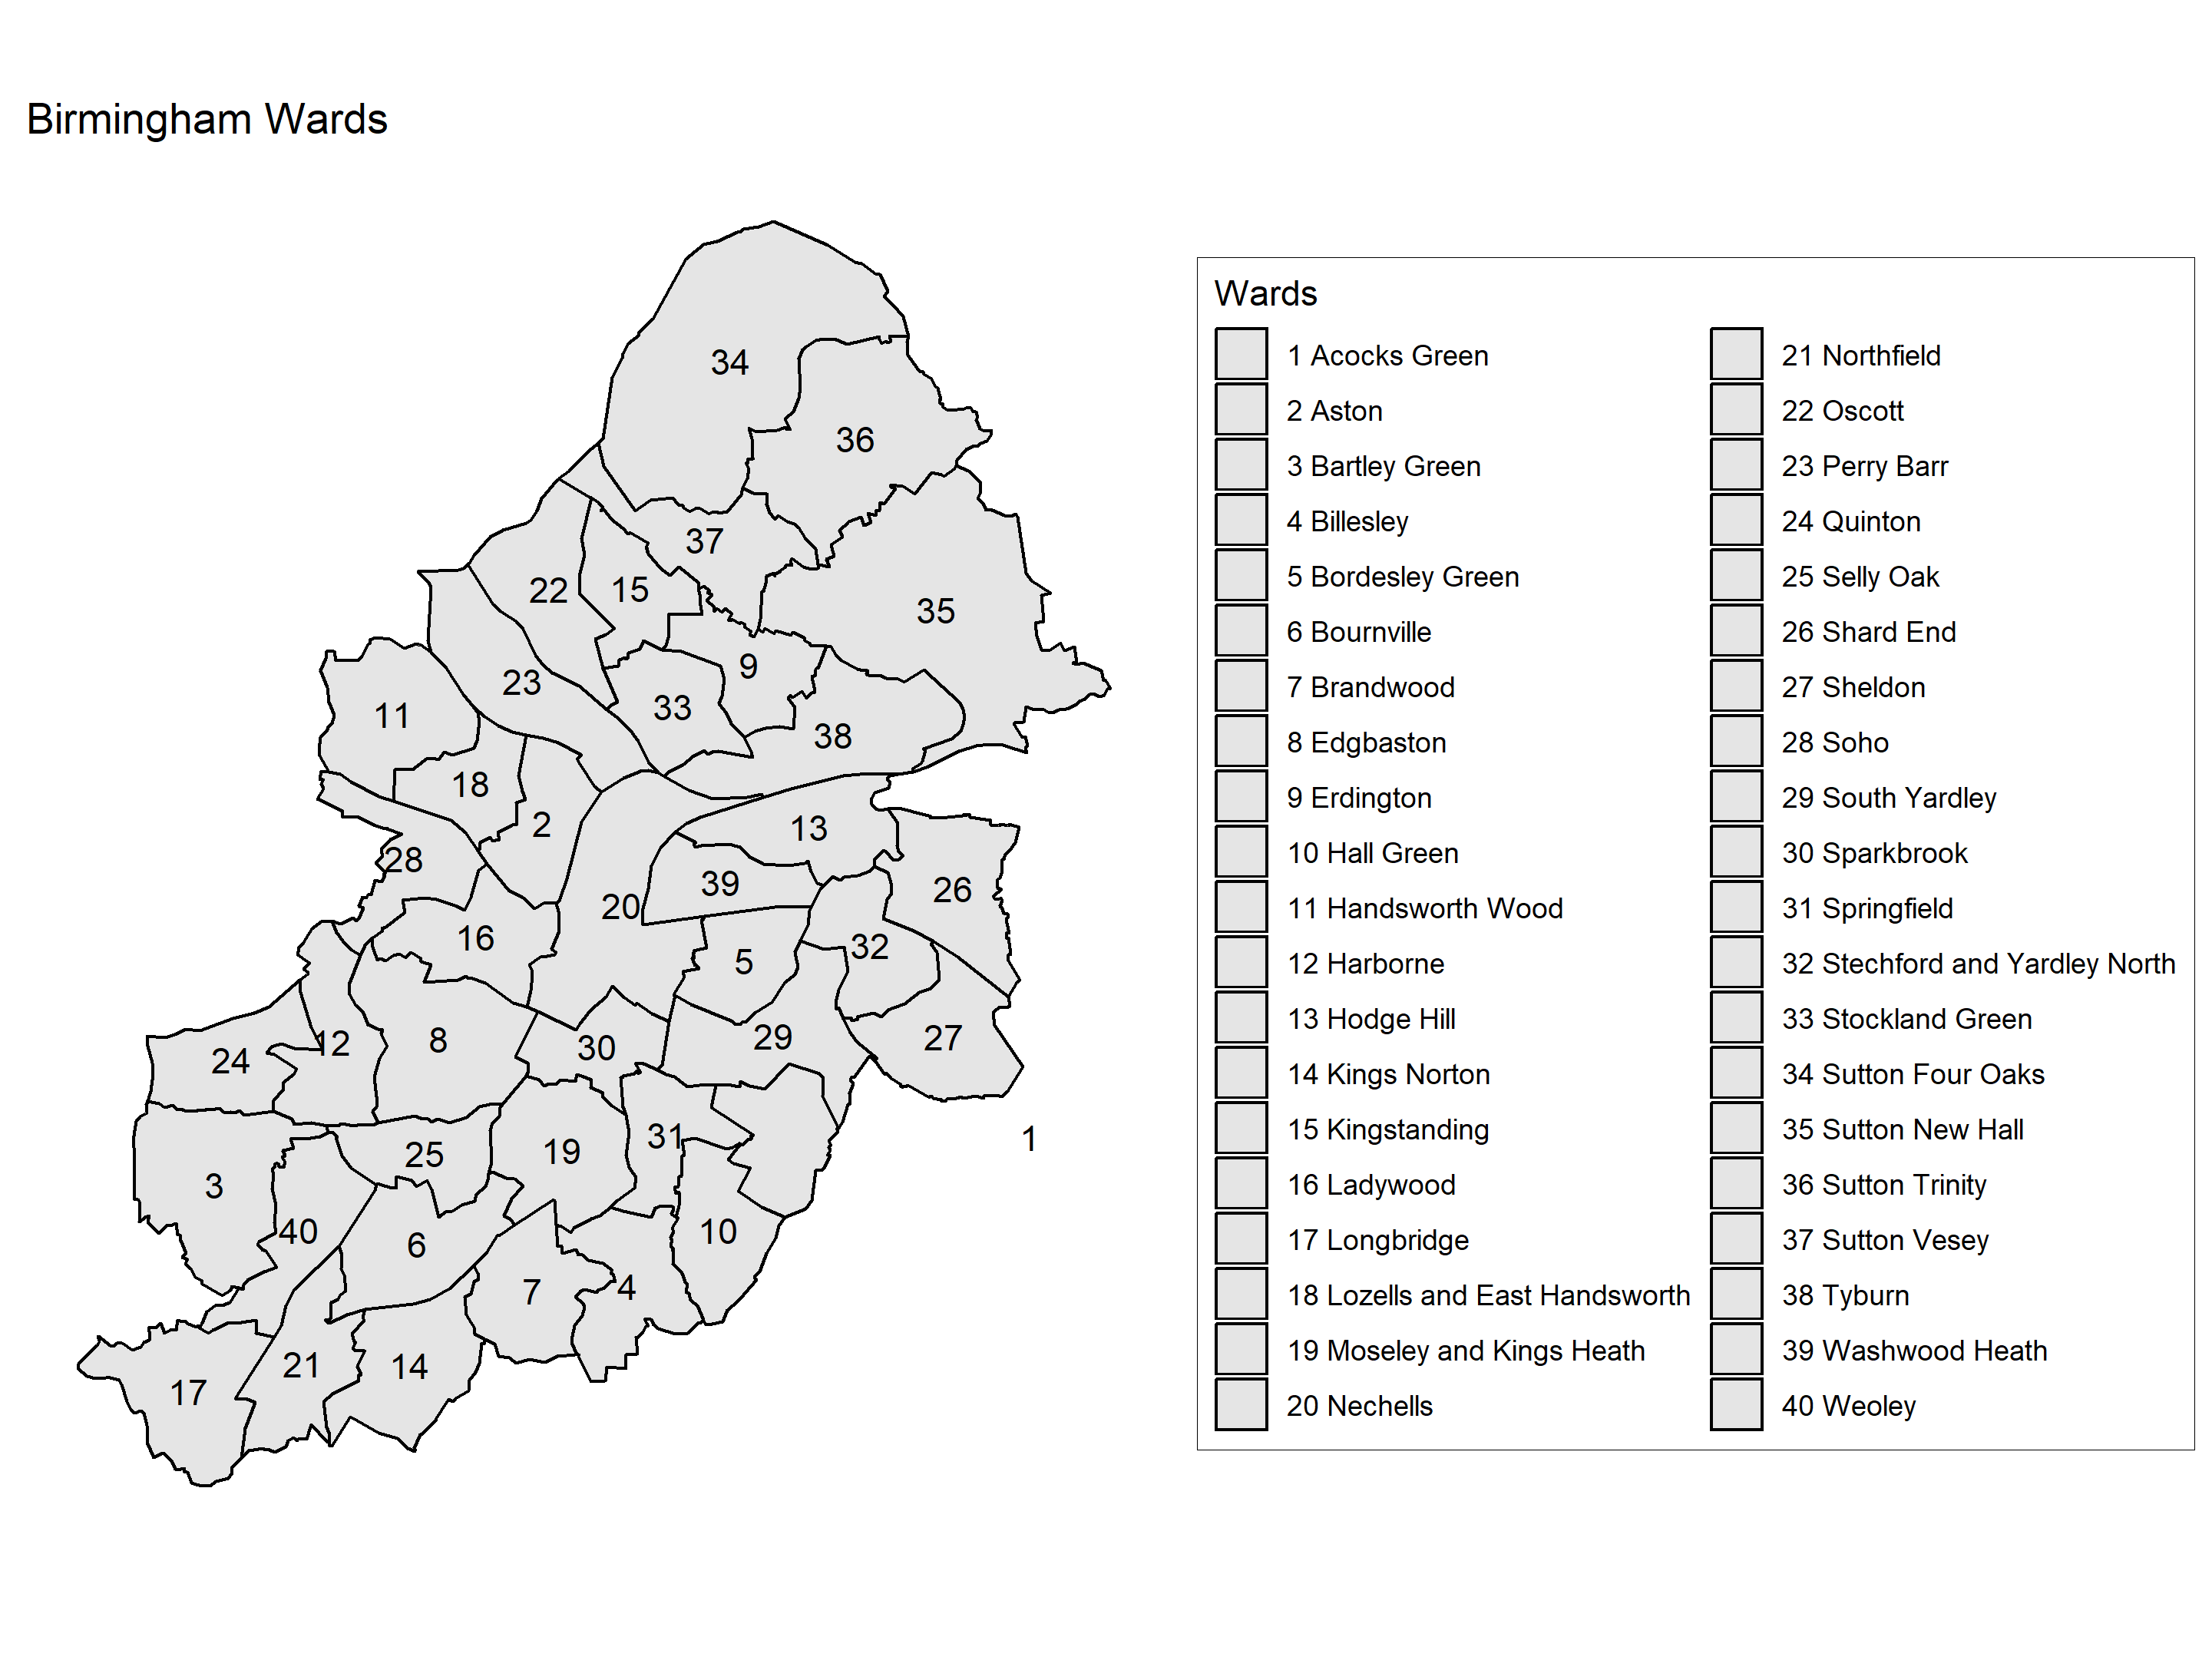 Birmingham Wards
34
36
37
22
15
35
9
23
33
11
38
18
2
13
28
39
26
20
16
32
5
8
12
30
29
27
24
31
1
19
25
3
40
10
6
7
4
21
14
17
Wards
1 Acocks Green
2 Aston
3 Bartley Green
4 Billesley
5 Bordesley Green
6 Bournville
7 Brandwood
8 Edgbaston
9 Erdington
10 Hall Green
11 Handsworth Wood
12 Harborne
13 Hodge Hill
14 Kings Norton
15 Kingstanding
16 Ladywood
17 Longbridge
18 Lozells and East Handsworth
19 Moseley and Kings Heath
20 Nechells
21 Northfield
22 Oscott
23 Perry Barr
24 Quinton
25 Selly Oak
26 Shard End
27 Sheldon
28 Soho
29 South Yardley
30 Sparkbrook
31 Springfield
32 Stechford and Yardley North
33 Stockland Green
34 Sutton Four Oaks
35 Sutton New Hall
36 Sutton Trinity
37 Sutton Vesey
38 Tyburn
39 Washwood Heath
40 Weoley